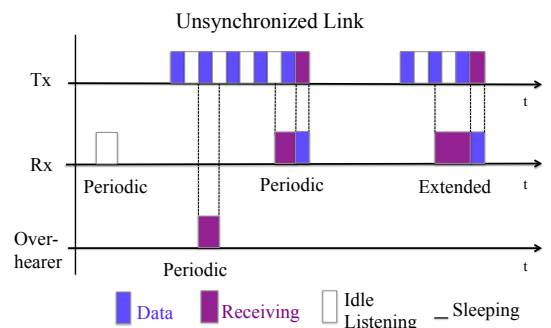 Unsynchronized Link
Tx
t
Rx
Periodic
Periodic
Extended
t
Over-
hearer
Periodic
t
Data
Receiving
Idle
Listening
Sleeping